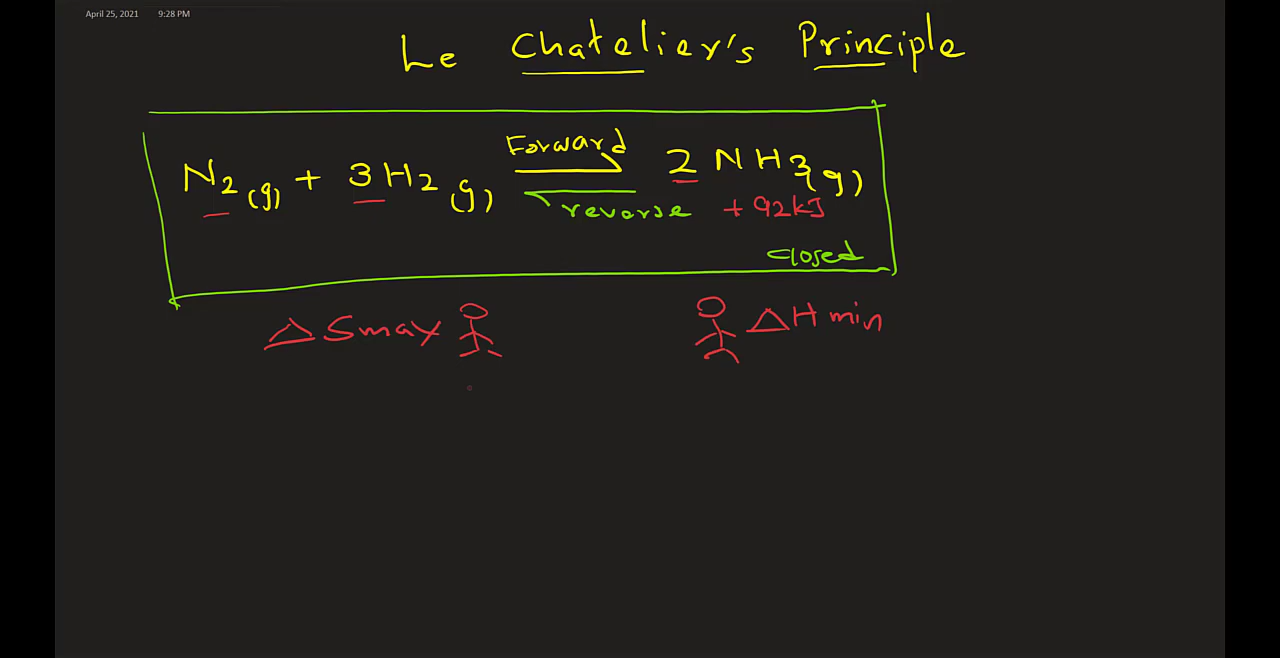 April 25, 2021 9:28 PM
Le Chatelier's Principle
Forward
N2(g) + 3H2(g) 2NH3(g)
reverse + 92kJ
closed
ΔSmax ΔHmin